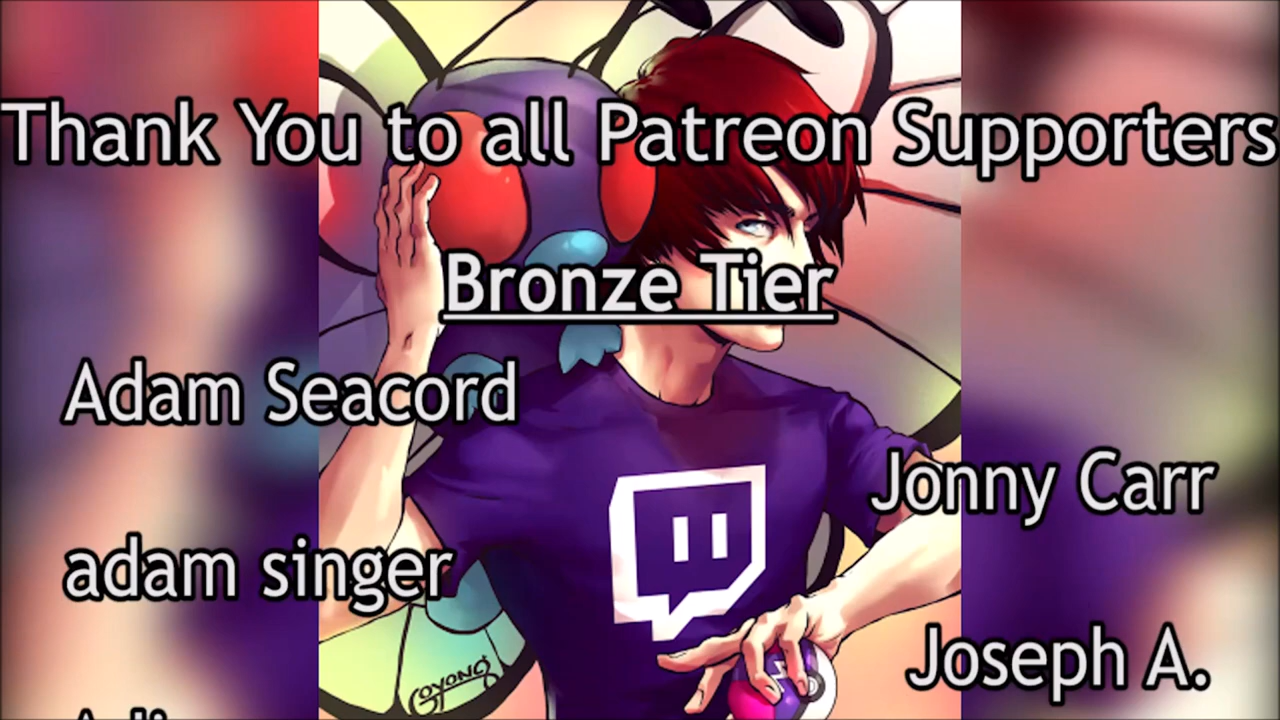 Thank You to all Patreon Supporters
Bronze Tier
Adam Seacord
Jonny Carr
adam singer
Joseph A.